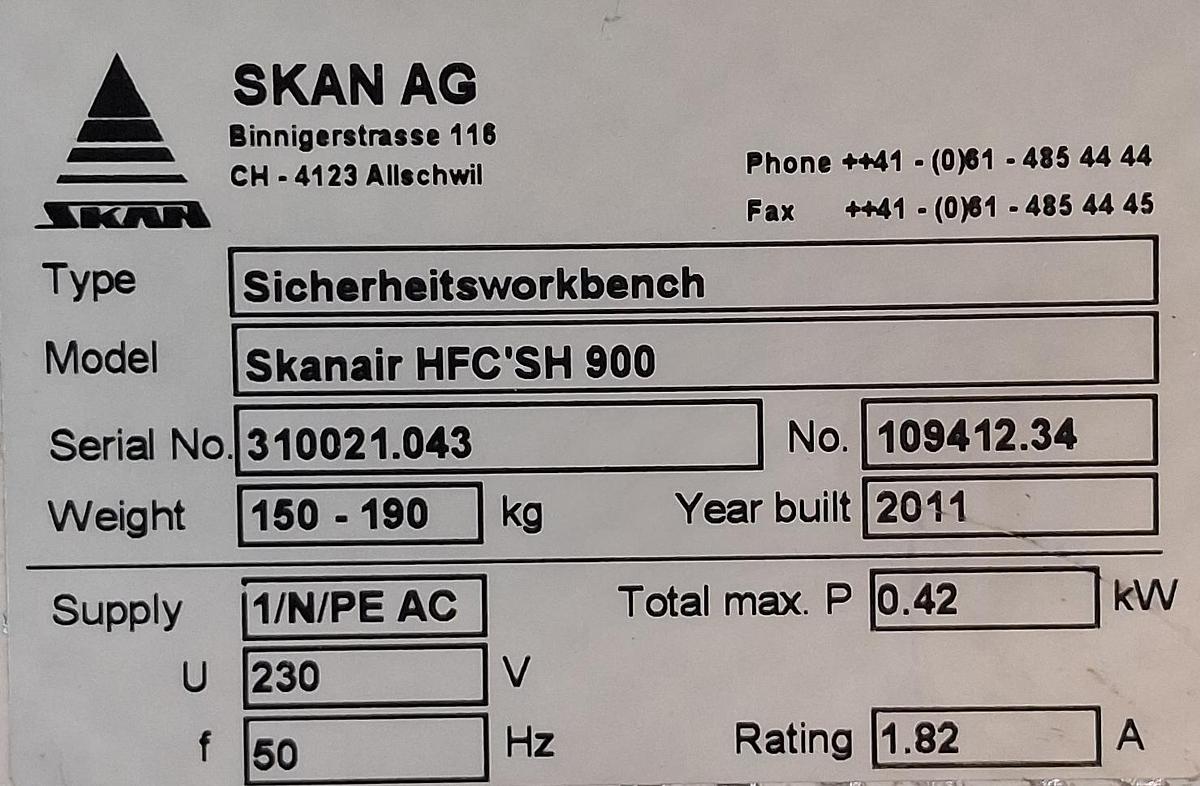 SKAN AG
Binnigerstrasse 116
CH - 4123 Allschwil
Phone ++41 - (0)61 - 485 44 44
Fax ++41 - (0)61 - 485 44 45
SKAN
Type Sicherheitsworkbench
Model Skanair HFC'SH 900
Serial No. 310021.043 No. 109412.34
Weight 150 - 190 kg Year built 2011
Supply 1/N/PE AC Total max. P 0.42 kW
U 230 V
f 50 Hz Rating 1.82 A